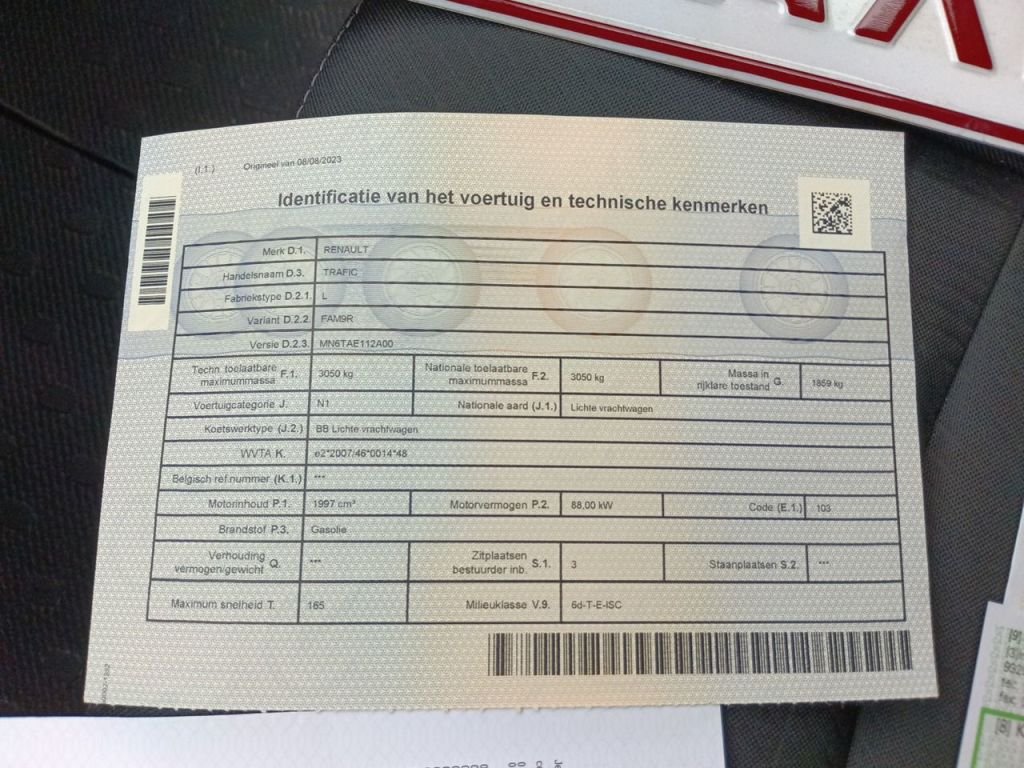 (I.1.) Origineel van 08/08/2023
Identificatie van het voertuig en technische kenmerken
Merk D.1. RENAULT
Handelsnaam D.3. TRAFIC
Fabriekstype D.2.1. L
Variant D.2.2. FAM9R
Versie D.2.3. MN6TAE112A00
Techn. toelaatbare maximummassa F.1. 3050 kg Nationale toelaatbare maximummassa F.2. 3050 kg Massa in rijklare toestand G. 1859 kg
Voertuigcategorie J. N1 Nationale aard (J.1.) Lichte vrachtwagen
Koetswerktype (J.2.) BB Lichte vrachtwagen
WVTA K. e2*2007/46*0014*48
Belgisch ref.nummer (K.1.) ***
Motorinhoud P.1. 1997 cm³ Motorvermogen P.2. 88,00 kW Code (E.1.) 103
Brandstof P.3. Gasolie
Verhouding vermogen/gewicht Q. *** Zitplaatsen bestuurder inb. S.1. 3 Staanplaatsen S.2. ***
Maximum snelheid T. 165 Milieuklasse V.9. 6d-T-E-ISC
[9]
tel:
fax:
[8]